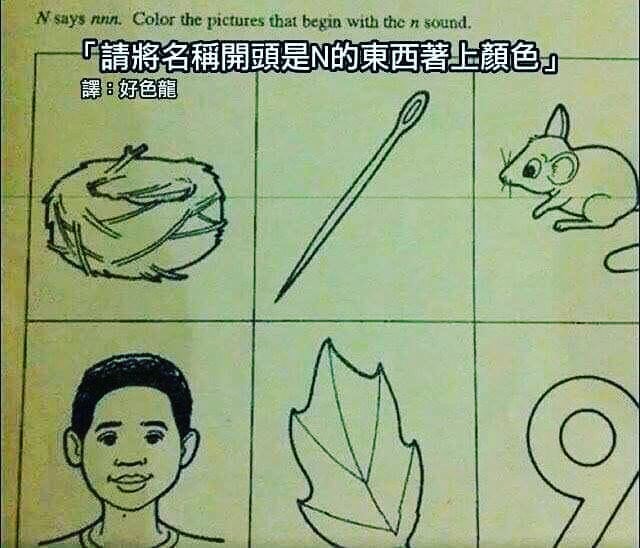 N says nnn. Color the pictures that begin with the n sound.
「請將名稱開頭是N的東西著上顏色」
譯：好色龍
9